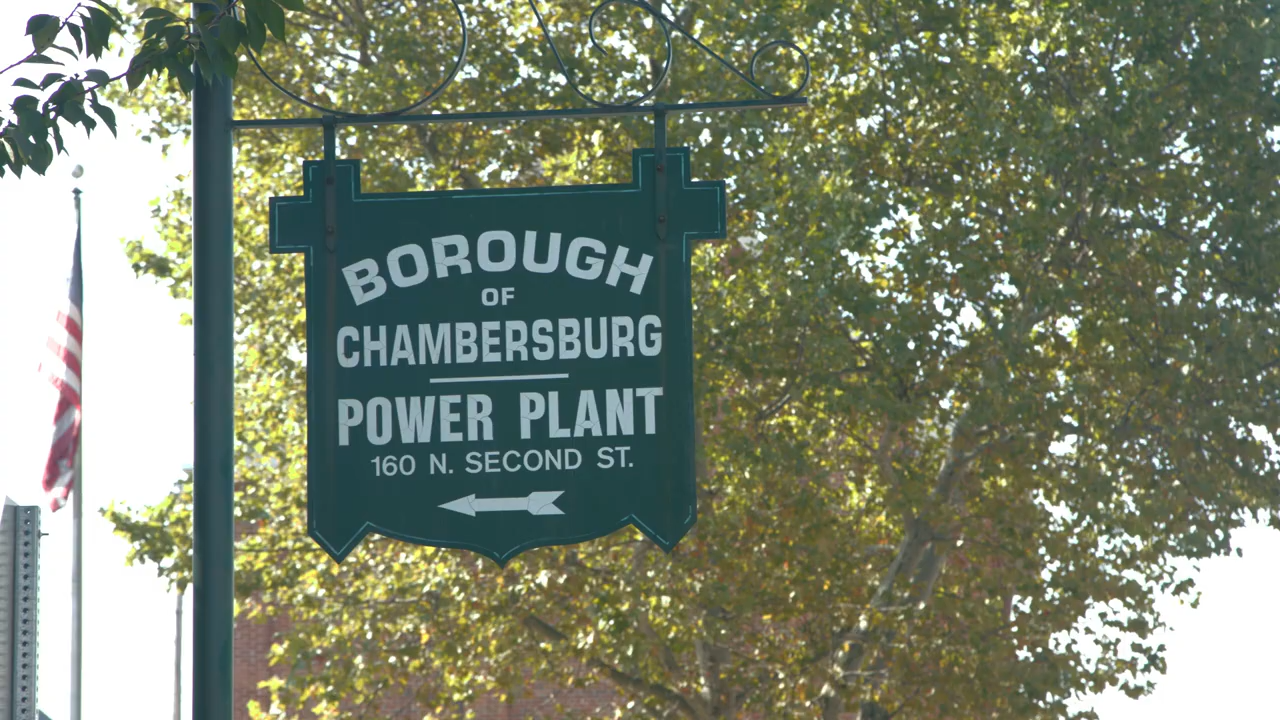 BOROUGH
OF
CHAMBERSBURG
POWER PLANT
160 N. SECOND ST.